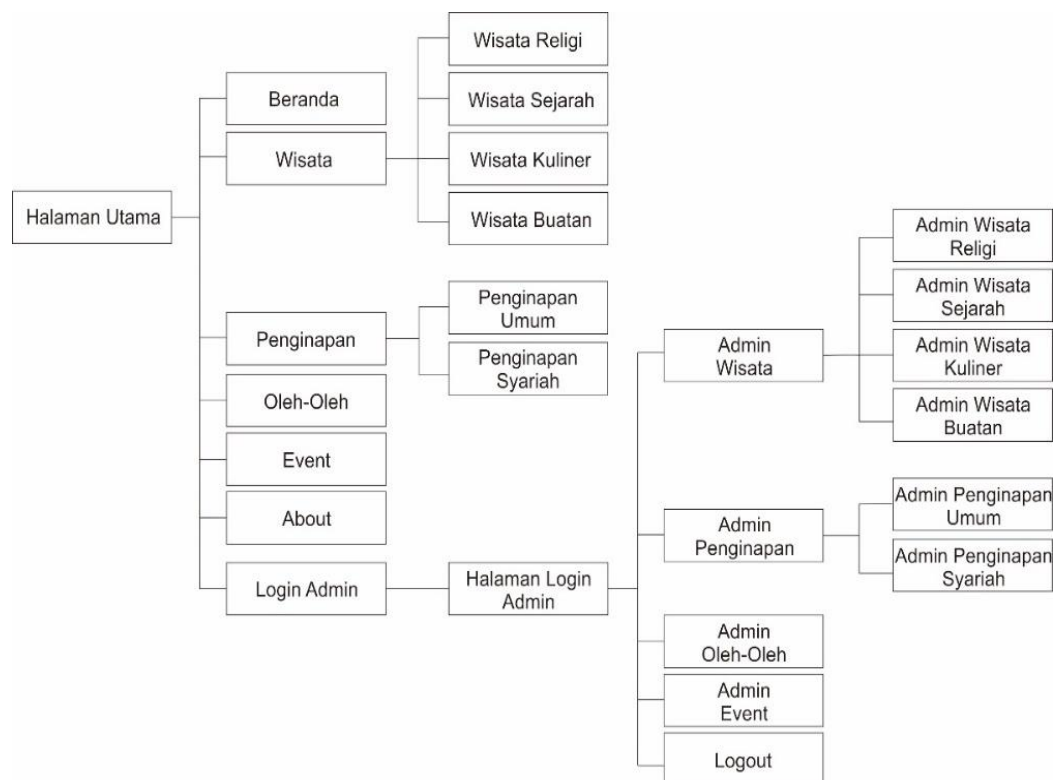 Halaman Utama
Beranda
Wisata
Wisata Religi
Wisata Sejarah
Wisata Kuliner
Wisata Buatan
Penginapan
Penginapan
Umum
Penginapan
Syariah
Oleh-Oleh
Event
About
Login Admin
Halaman Login
Admin
Admin
Wisata
Admin Wisata
Religi
Admin Wisata
Sejarah
Admin Wisata
Kuliner
Admin Wisata
Buatan
Admin
Penginapan
Admin Penginapan
Umum
Admin Penginapan
Syariah
Admin
Oleh-Oleh
Admin
Event
Logout